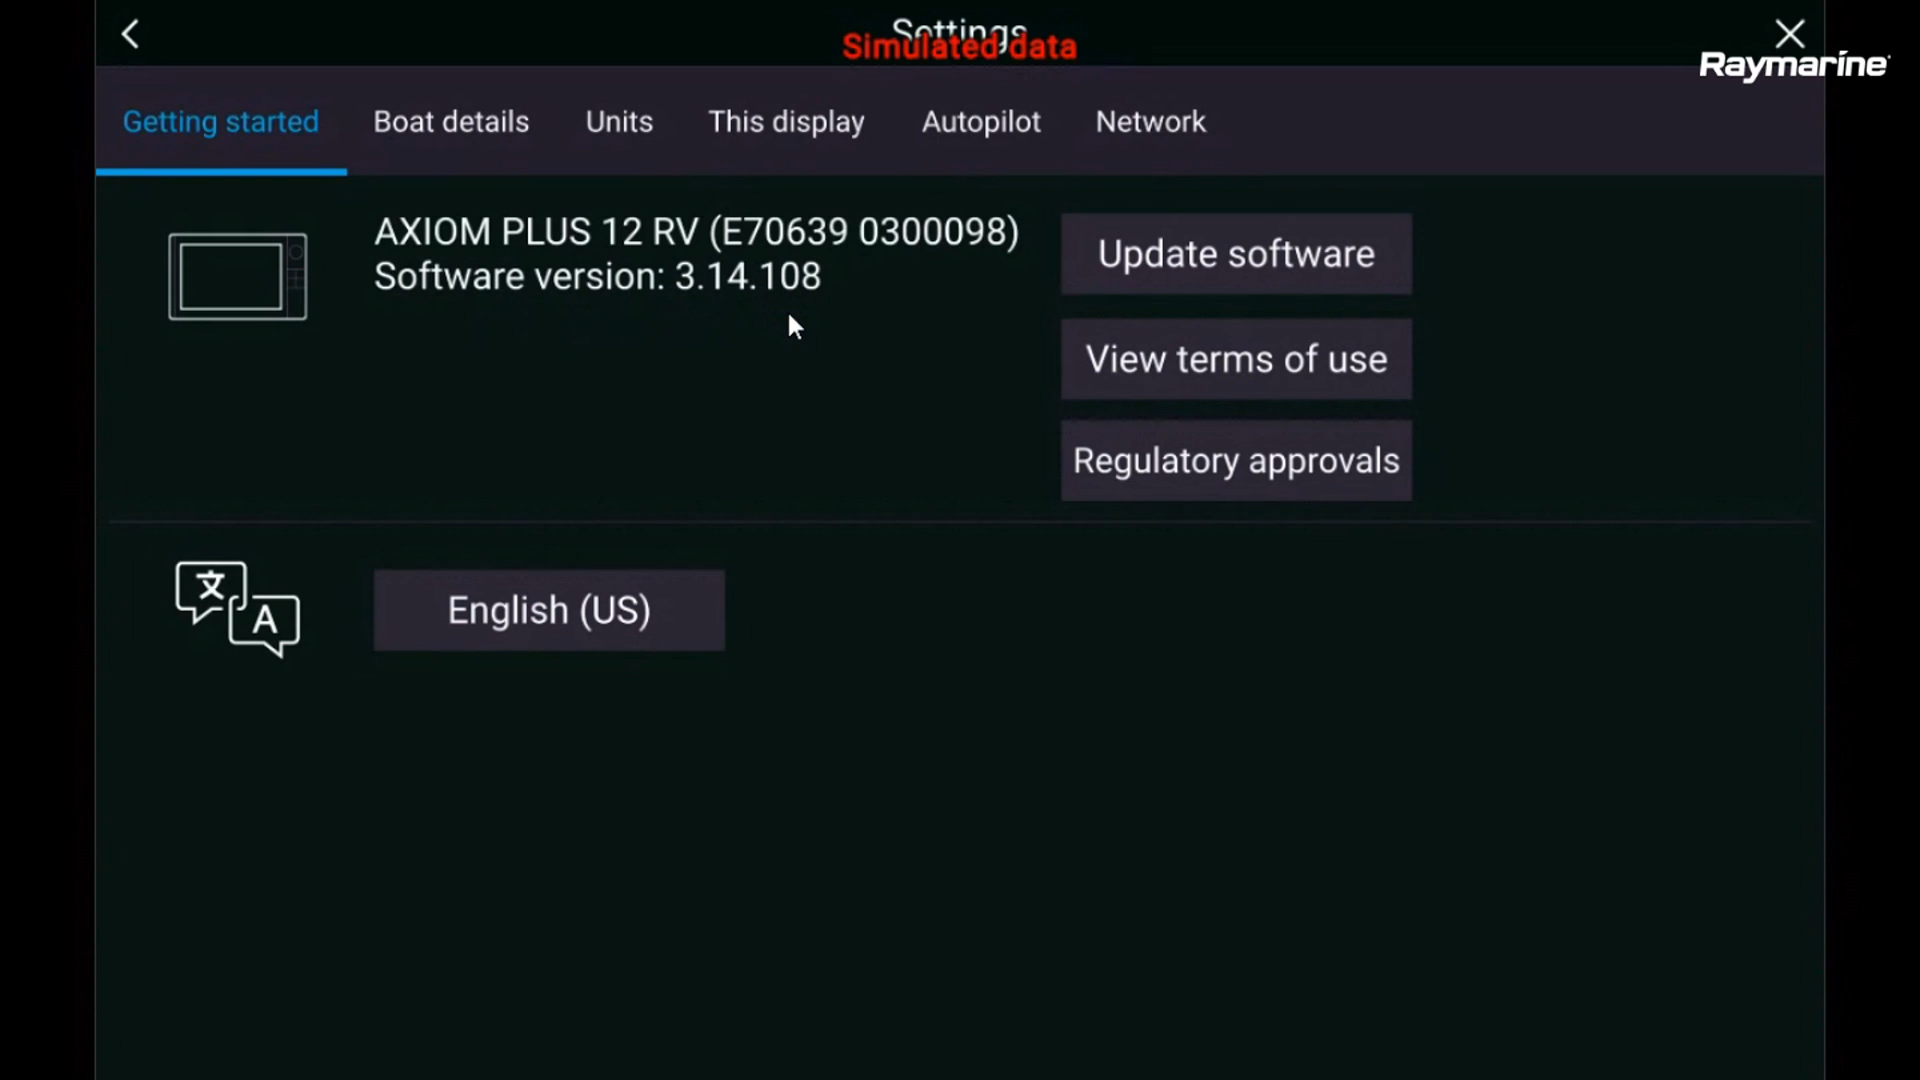 Settings
Simulated data
Raymarine
Getting started Boat details Units This display Autopilot Network
AXIOM PLUS 12 RV (E70639 0300098)
Software version: 3.14.108
Update software
View terms of use
Regulatory approvals
文
A
English (US)